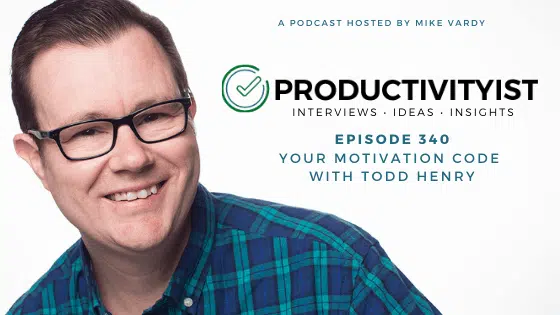 A PODCAST HOSTED BY MIKE VARDY
PRODUCTIVITYIST
INTERVIEWS · IDEAS · INSIGHTS
EPISODE 340
YOUR MOTIVATION CODE
WITH TODD HENRY